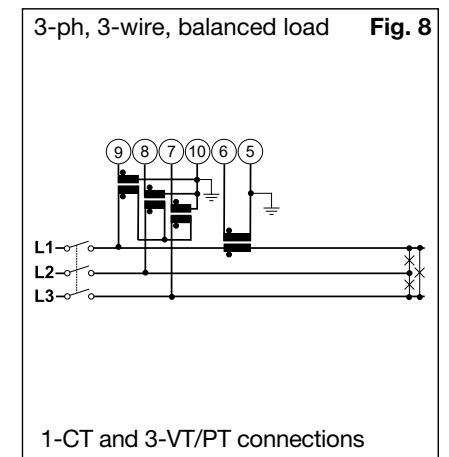 3-ph, 3-wire, balanced load Fig. 8
9 8 7 10 6 5
L1
L2
L3
1-CT and 3-VT/PT connections